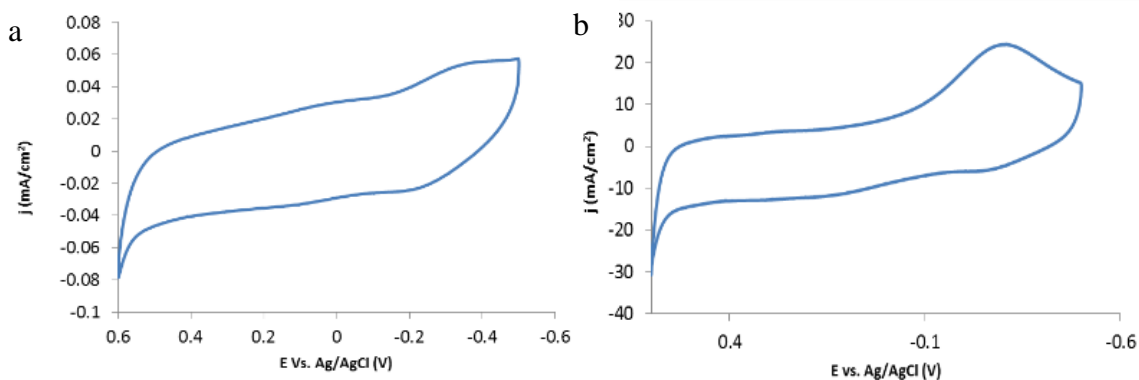 a
0.08
0.06
0.04
0.02
0
-0.02
-0.04
-0.06
-0.08
-0.1
j (mA/cm²)
0.6 0.4 0.2 0 -0.2 -0.4 -0.6
E Vs. Ag/AgCl (V)
b
30
20
10
0
-10
-20
-30
-40
j (mA/cm²)
0.4 -0.1 -0.6
E vs. Ag/AgCl (V)